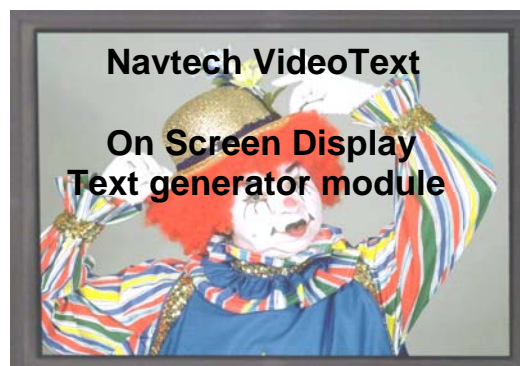 Navtech VideoText
On Screen Display
Text generator module